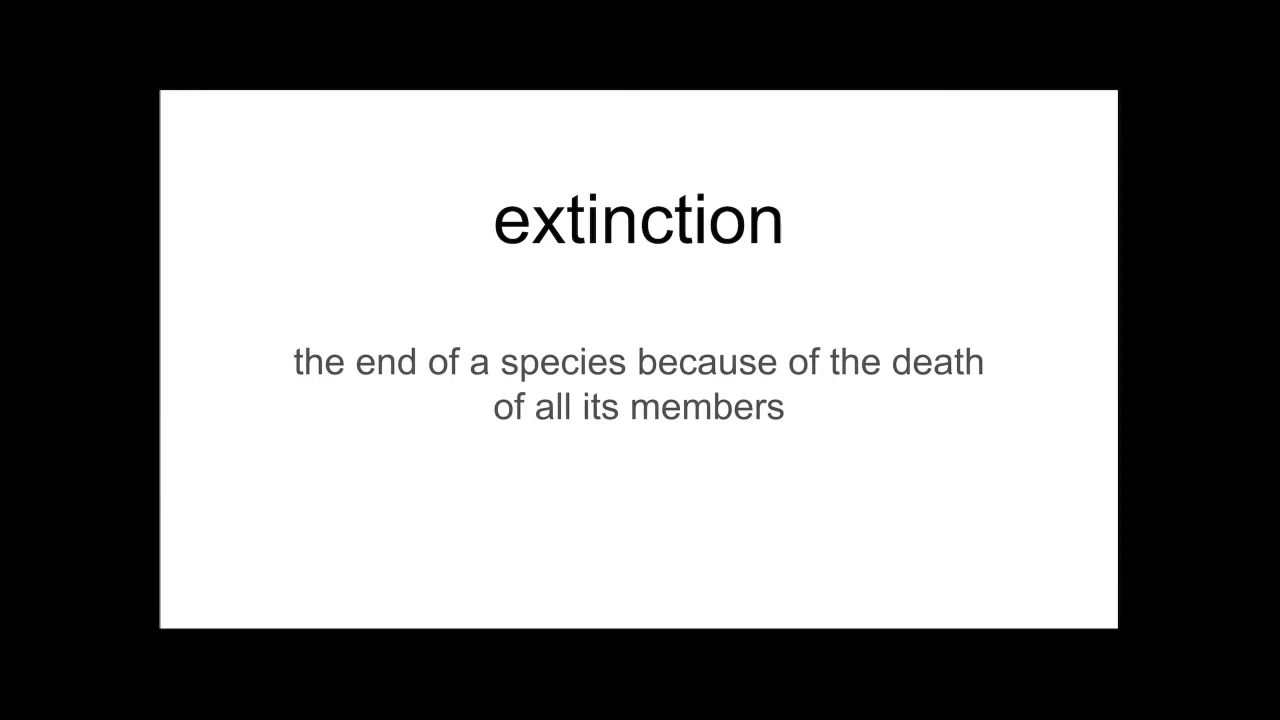 extinction
the end of a species because of the death
of all its members